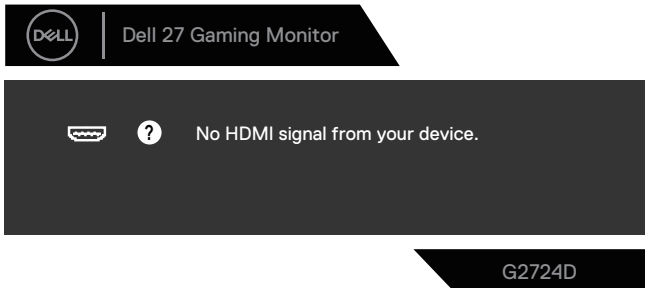 DELL
Dell 27 Gaming Monitor
?
No HDMI signal from your device.
G2724D